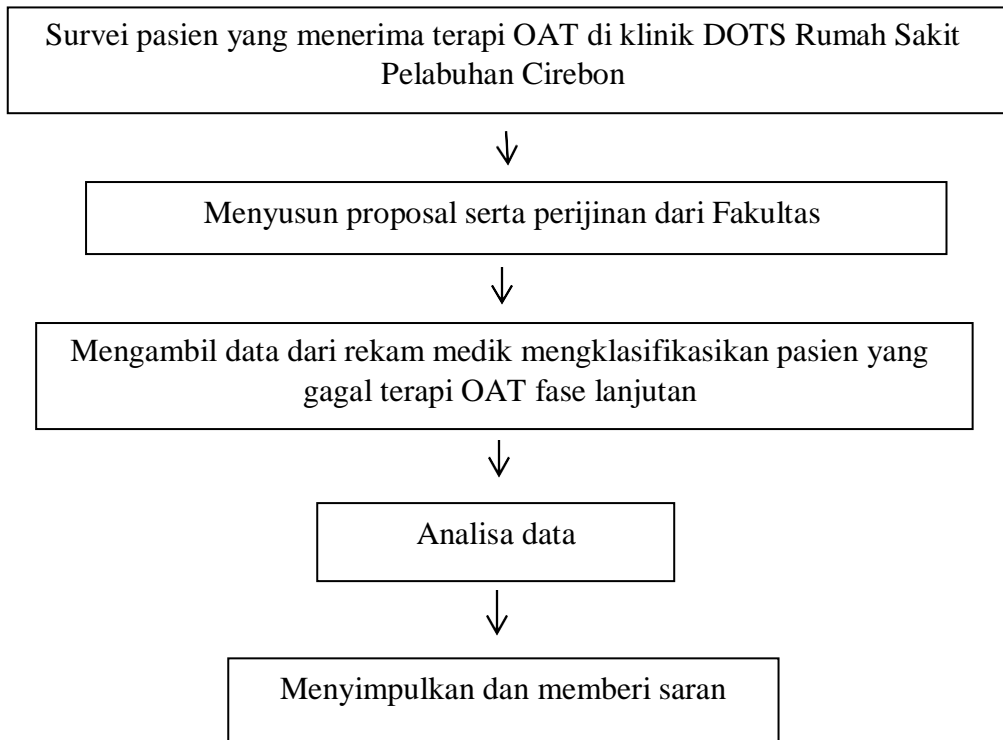 Survei pasien yang menerima terapi OAT di klinik DOTS Rumah Sakit
Pelabuhan Cirebon
Menyusun proposal serta perijinan dari Fakultas
Mengambil data dari rekam medik mengklasifikasikan pasien yang
gagal terapi OAT fase lanjutan
Analisa data
Menyimpulkan dan memberi saran